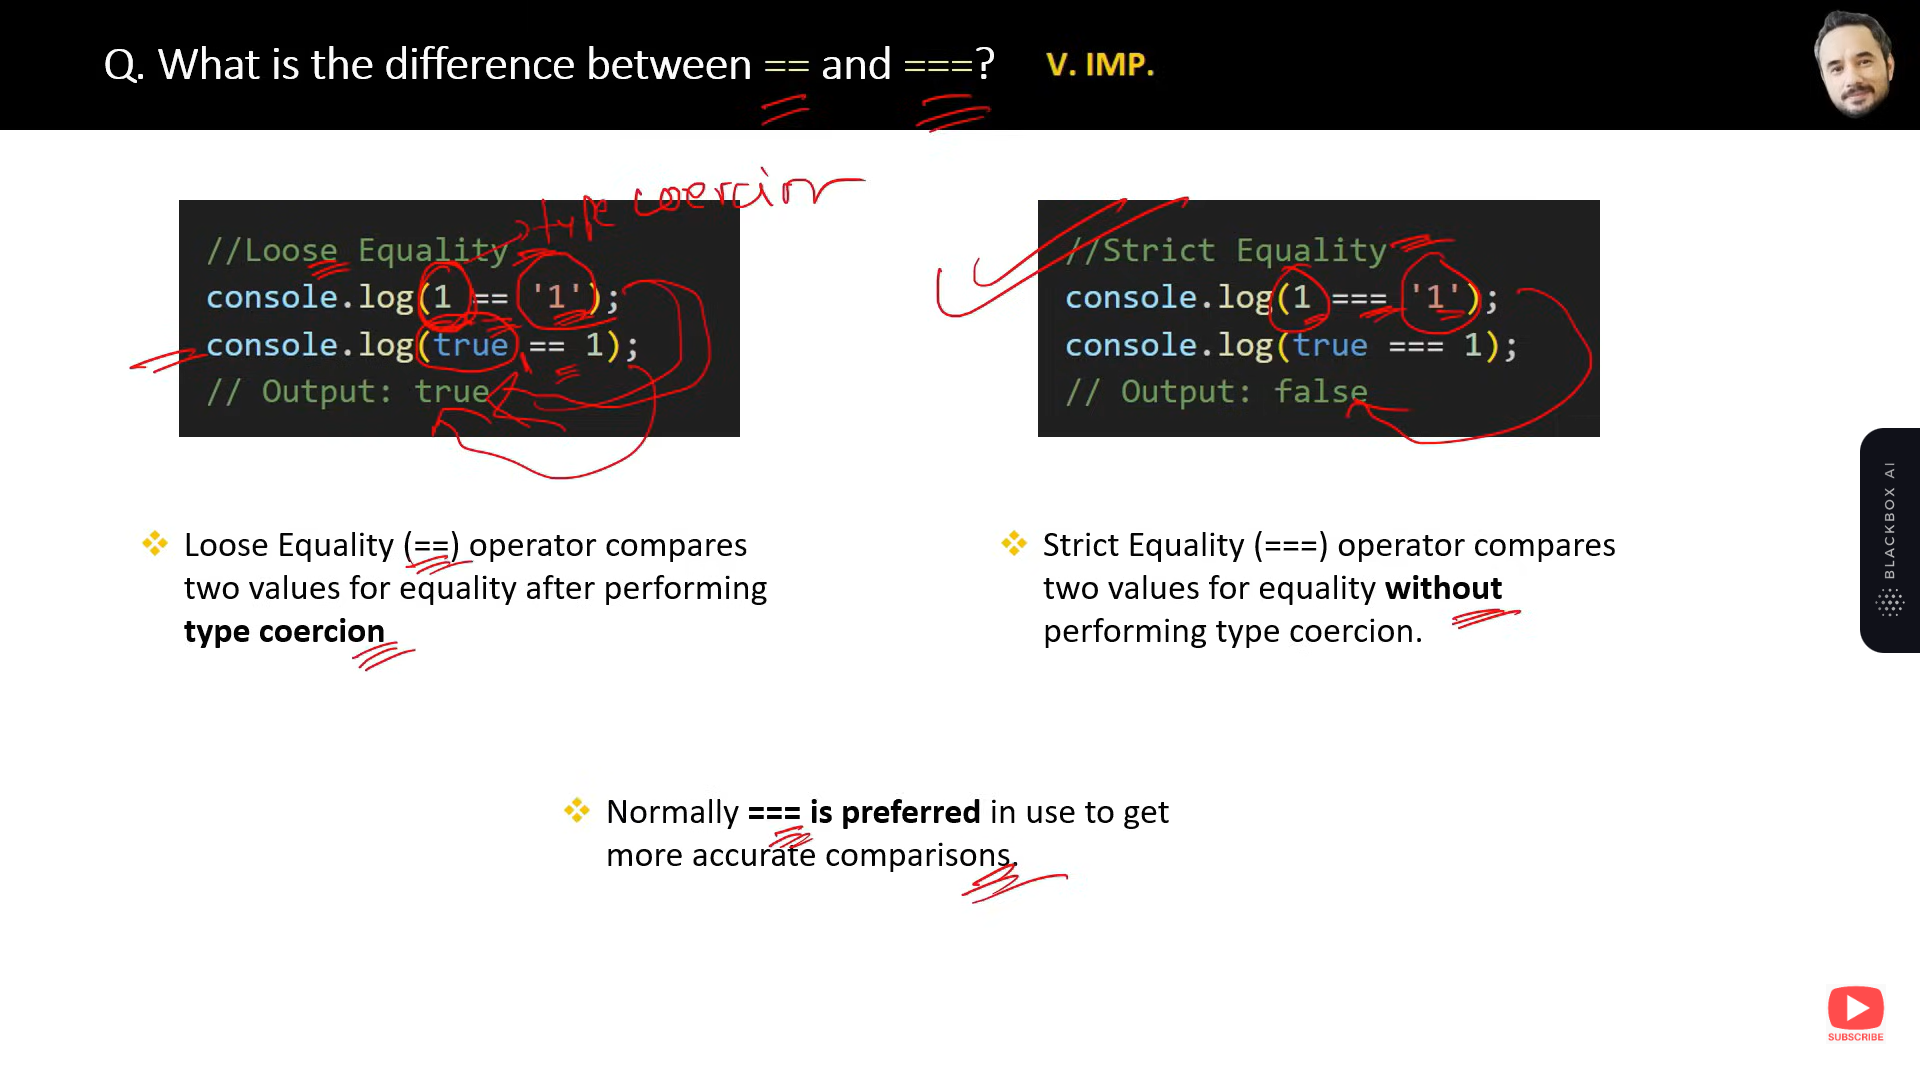 Q. What is the difference between == and ===? V. IMP.
type coercion
//Loose Equality
console.log(1 == '1');
console.log(true == 1);
// Output: true
//Strict Equality
console.log(1 === '1');
console.log(true === 1);
// Output: false
❖ Loose Equality (==) operator compares
two values for equality after performing
type coercion
❖ Strict Equality (===) operator compares
two values for equality without
performing type coercion.
❖ Normally === is preferred in use to get
more accurate comparisons.
BLACKBOX AI
SUBSCRIBE